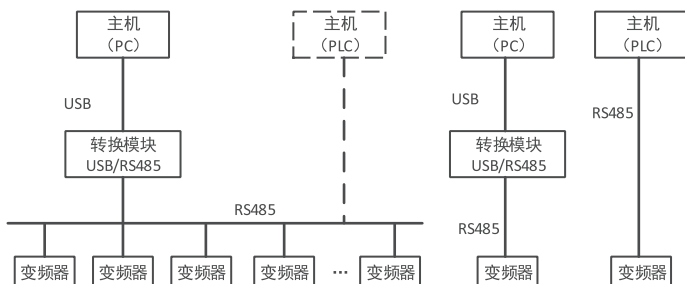 主机
（PC）
主机
（PLC）
主机
（PC）
主机
（PLC）
USB
USB
RS485
转换模块
USB/RS485
转换模块
USB/RS485
RS485
RS485
变频器
变频器
变频器
变频器
...
变频器
变频器
变频器